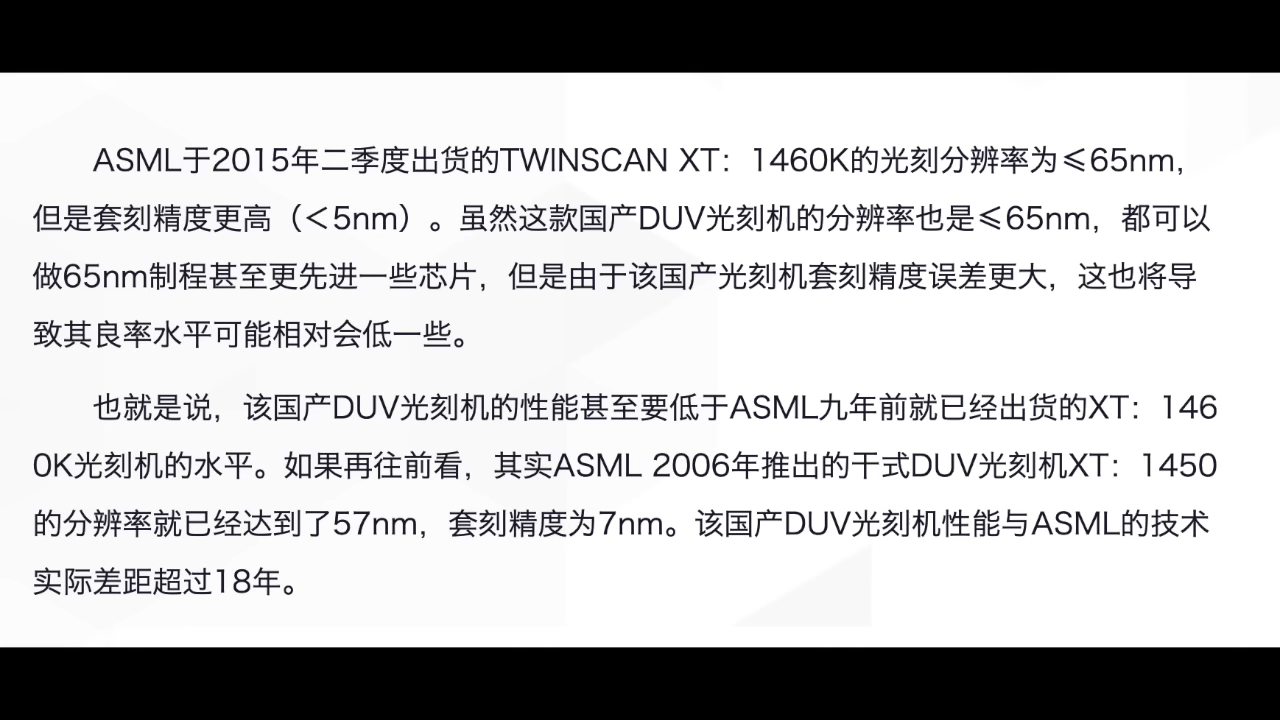 ASML于2015年二季度出货的TWINSCAN XT：1460K的光刻分辨率为≤65nm，
但是套刻精度更高（＜5nm）。虽然这款国产DUV光刻机的分辨率也是≤65nm，都可以
做65nm制程甚至更先进一些芯片，但是由于该国产光刻机套刻精度误差更大，这也将导
致其良率水平可能相对会低一些。
也就是说，该国产DUV光刻机的性能甚至要低于ASML九年前就已经出货的XT：146
0K光刻机的水平。如果再往前看，其实ASML 2006年推出的干式DUV光刻机XT：1450
的分辨率就已经达到了57nm，套刻精度为7nm。该国产DUV光刻机性能与ASML的技术
实际差距超过18年。